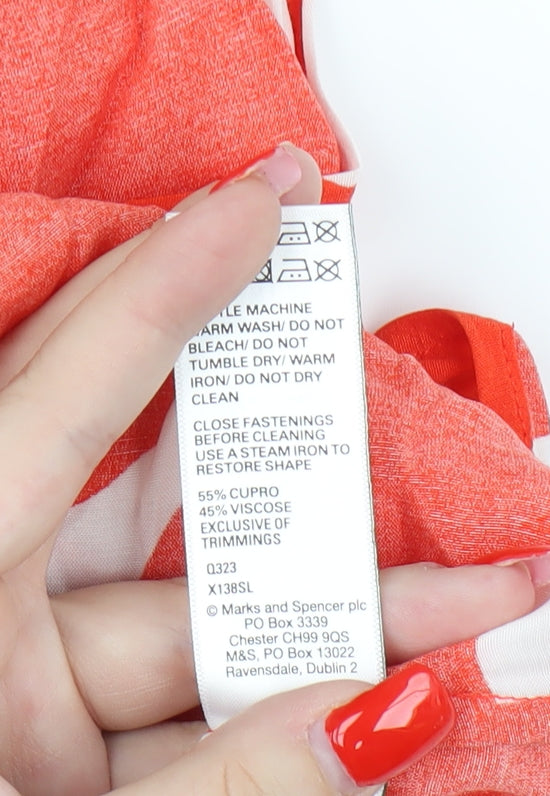 MACHINE
WARM WASH/ DO NOT
BLEACH/ DO NOT
TUMBLE DRY/ WARM
IRON/ DO NOT DRY
CLEAN
CLOSE FASTENINGS
BEFORE CLEANING
USE A STEAM IRON TO
RESTORE SHAPE
55% CUPRO
45% VISCOSE
EXCLUSIVE OF
TRIMMINGS
Q323
X138SL
© Marks and Spencer plc
PO Box 3339
Chester CH99 9QS
M&S, PO Box 13022
Ravensdale, Dublin 2